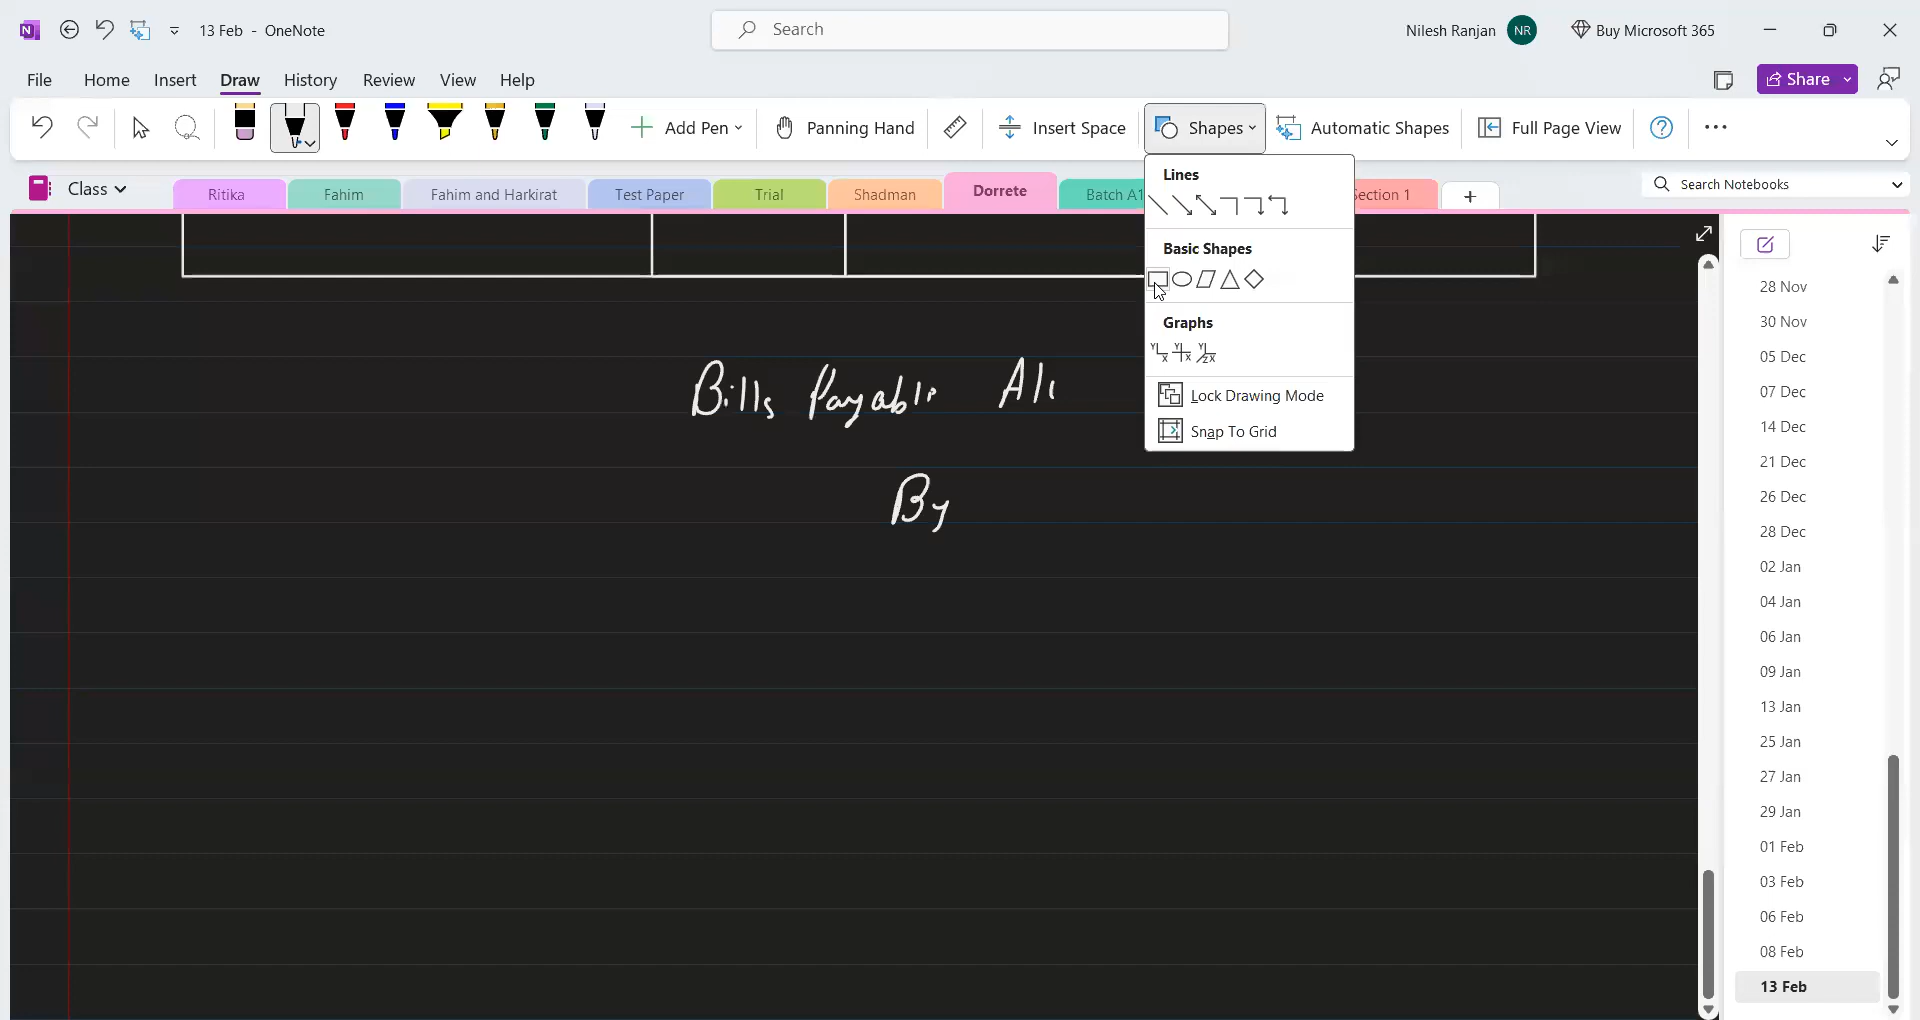 13 Feb - OneNote
Search
Nilesh Ranjan
NR
Buy Microsoft 365
File
Home
Insert
Draw
History
Review
View
Help
Share
Add Pen
Panning Hand
Insert Space
Shapes
Automatic Shapes
Full Page View
Class
Ritika
Fahim
Fahim and Harkirat
Test Paper
Trial
Shadman
Dorrete
Batch A1
Section 1
Search Notebooks
Lines
Basic Shapes
Graphs
Lock Drawing Mode
Snap To Grid
Bills Payable A/c
By
28 Nov
30 Nov
05 Dec
07 Dec
14 Dec
21 Dec
26 Dec
28 Dec
02 Jan
04 Jan
06 Jan
09 Jan
13 Jan
25 Jan
27 Jan
29 Jan
01 Feb
03 Feb
06 Feb
08 Feb
13 Feb